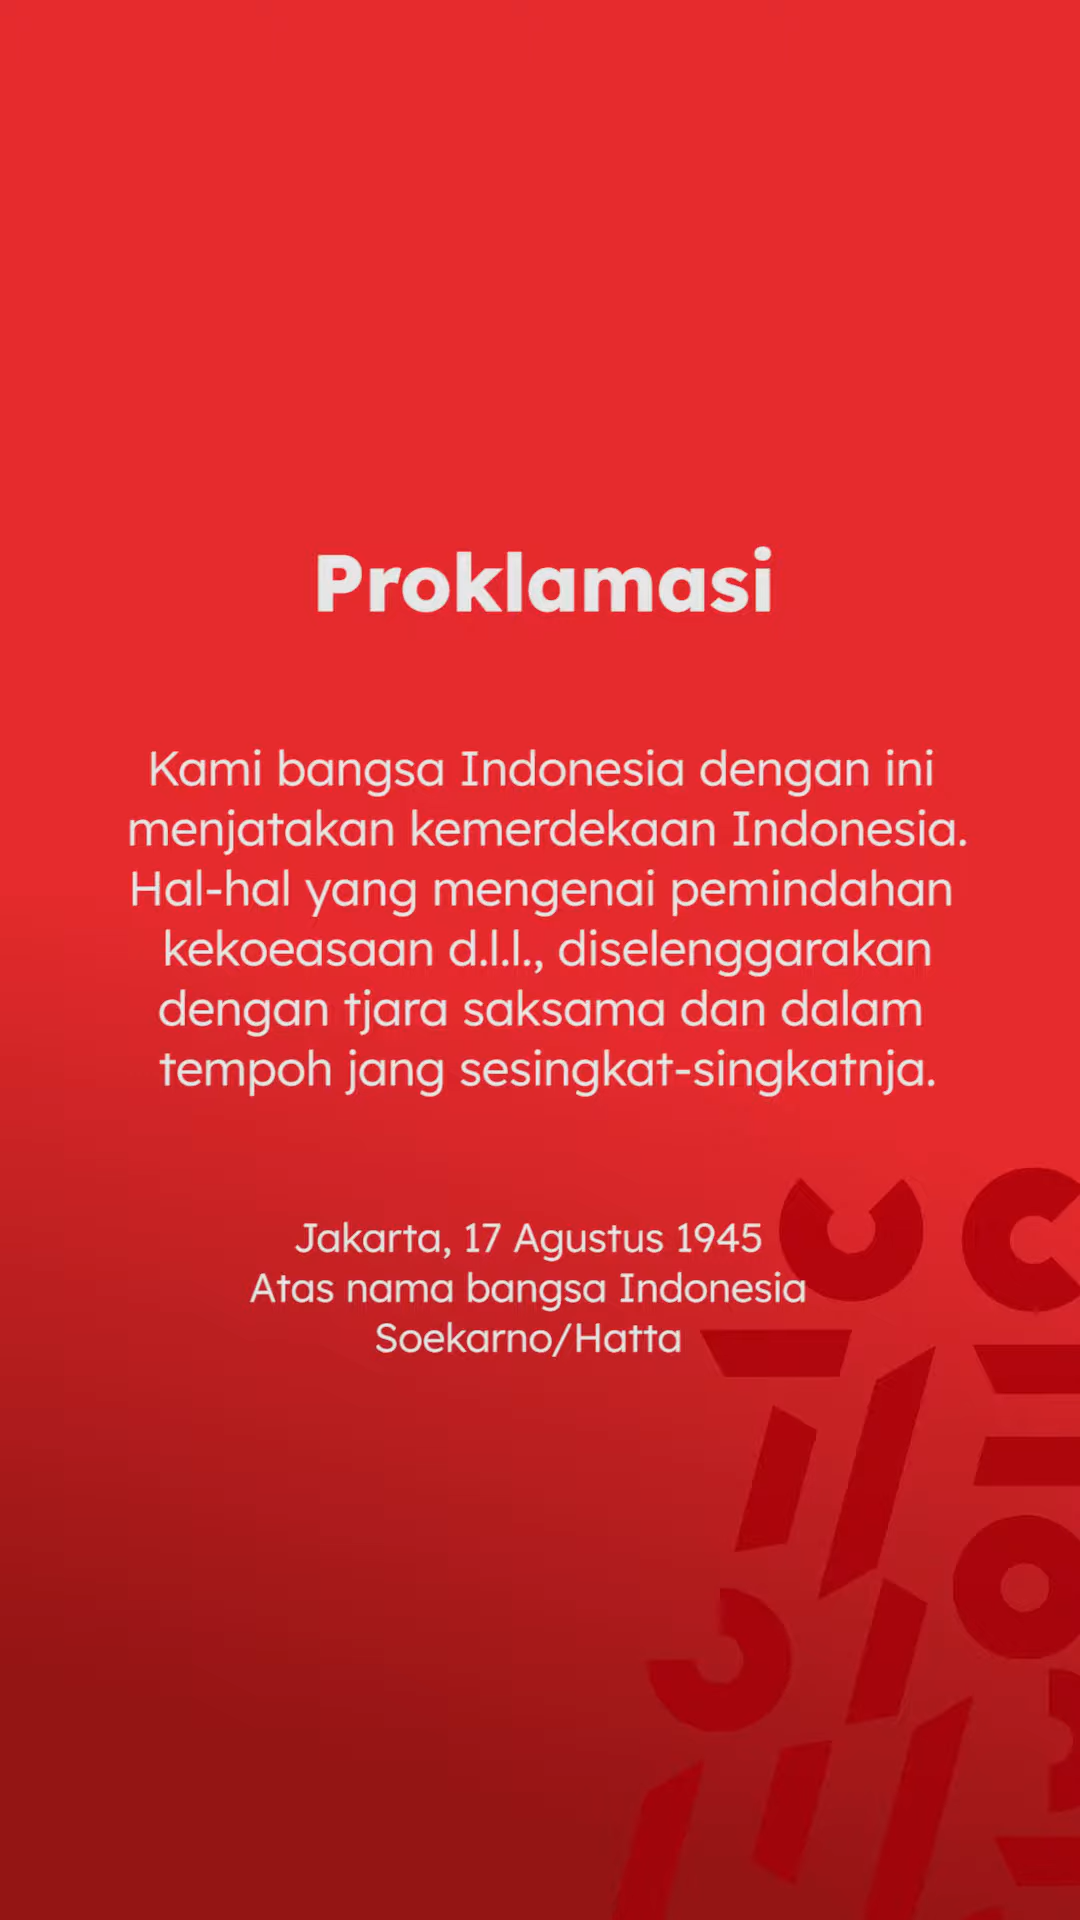 Proklamasi
Kami bangsa Indonesia dengan ini
menjatakan kemerdekaan Indonesia.
Hal-hal yang mengenai pemindahan
kekoeasaan d.l.l., diselenggarakan
dengan tjara saksama dan dalam
tempoh jang sesingkat-singkatnja.
Jakarta, 17 Agustus 1945
Atas nama bangsa Indonesia
Soekarno/Hatta